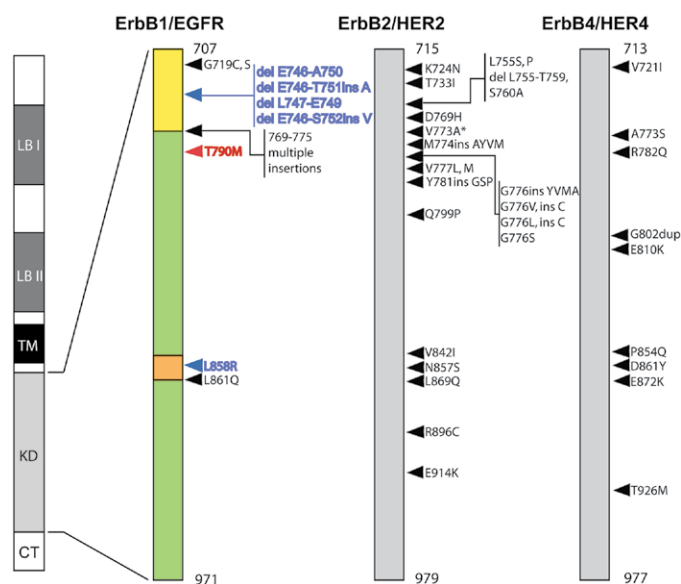 ErbB1/EGFR
ErbB2/HER2
ErbB4/HER4
LB I
LB II
TM
KD
CT
707
G719C, S
del E746-A750
del E746-T751Ins A
del L747-E749
del E746-S752Ins V
769-775
multiple
insertions
T790M
L858R
L861Q
971
715
K724N
T733I
L755S, P
del L755-T759,
S760A
D769H
V773A*
M774ins AYVM
V777L, M
Y781ins GSP
G776ins YVMA
G776V, ins C
G776L, ins C
G776S
Q799P
V842I
N857S
L869Q
R896C
E914K
979
713
V721I
A773S
R782Q
G802dup
E810K
P854Q
D861Y
E872K
T926M
977